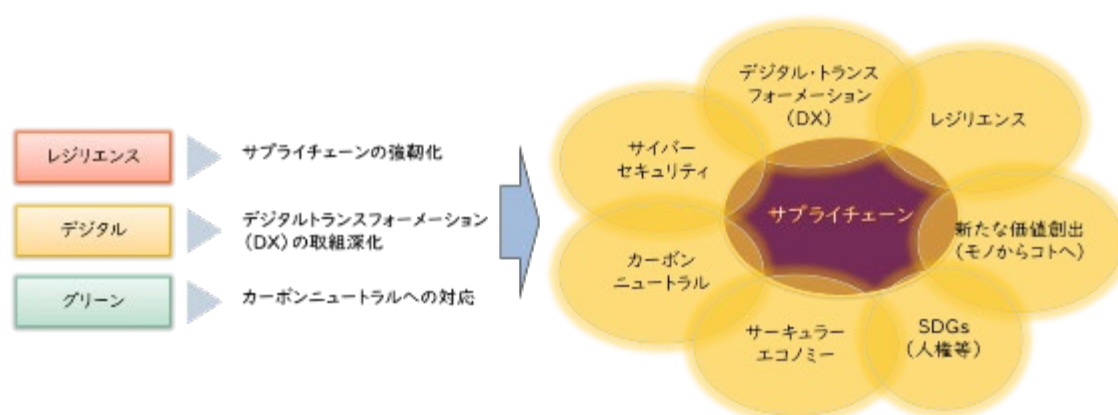 レジリエンス
サプライチェーンの強靭化
デジタル
デジタルトランスフォーメーション
(DX)の取組深化
グリーン
カーボンニュートラルへの対応
デジタル・トランス
フォーメーション
(DX)
レジリエンス
サイバー
セキュリティ
サプライチェーン
新たな価値創出
(モノからコトへ)
カーボン
ニュートラル
サーキュラー
エコノミー
SDGs
(人権等)